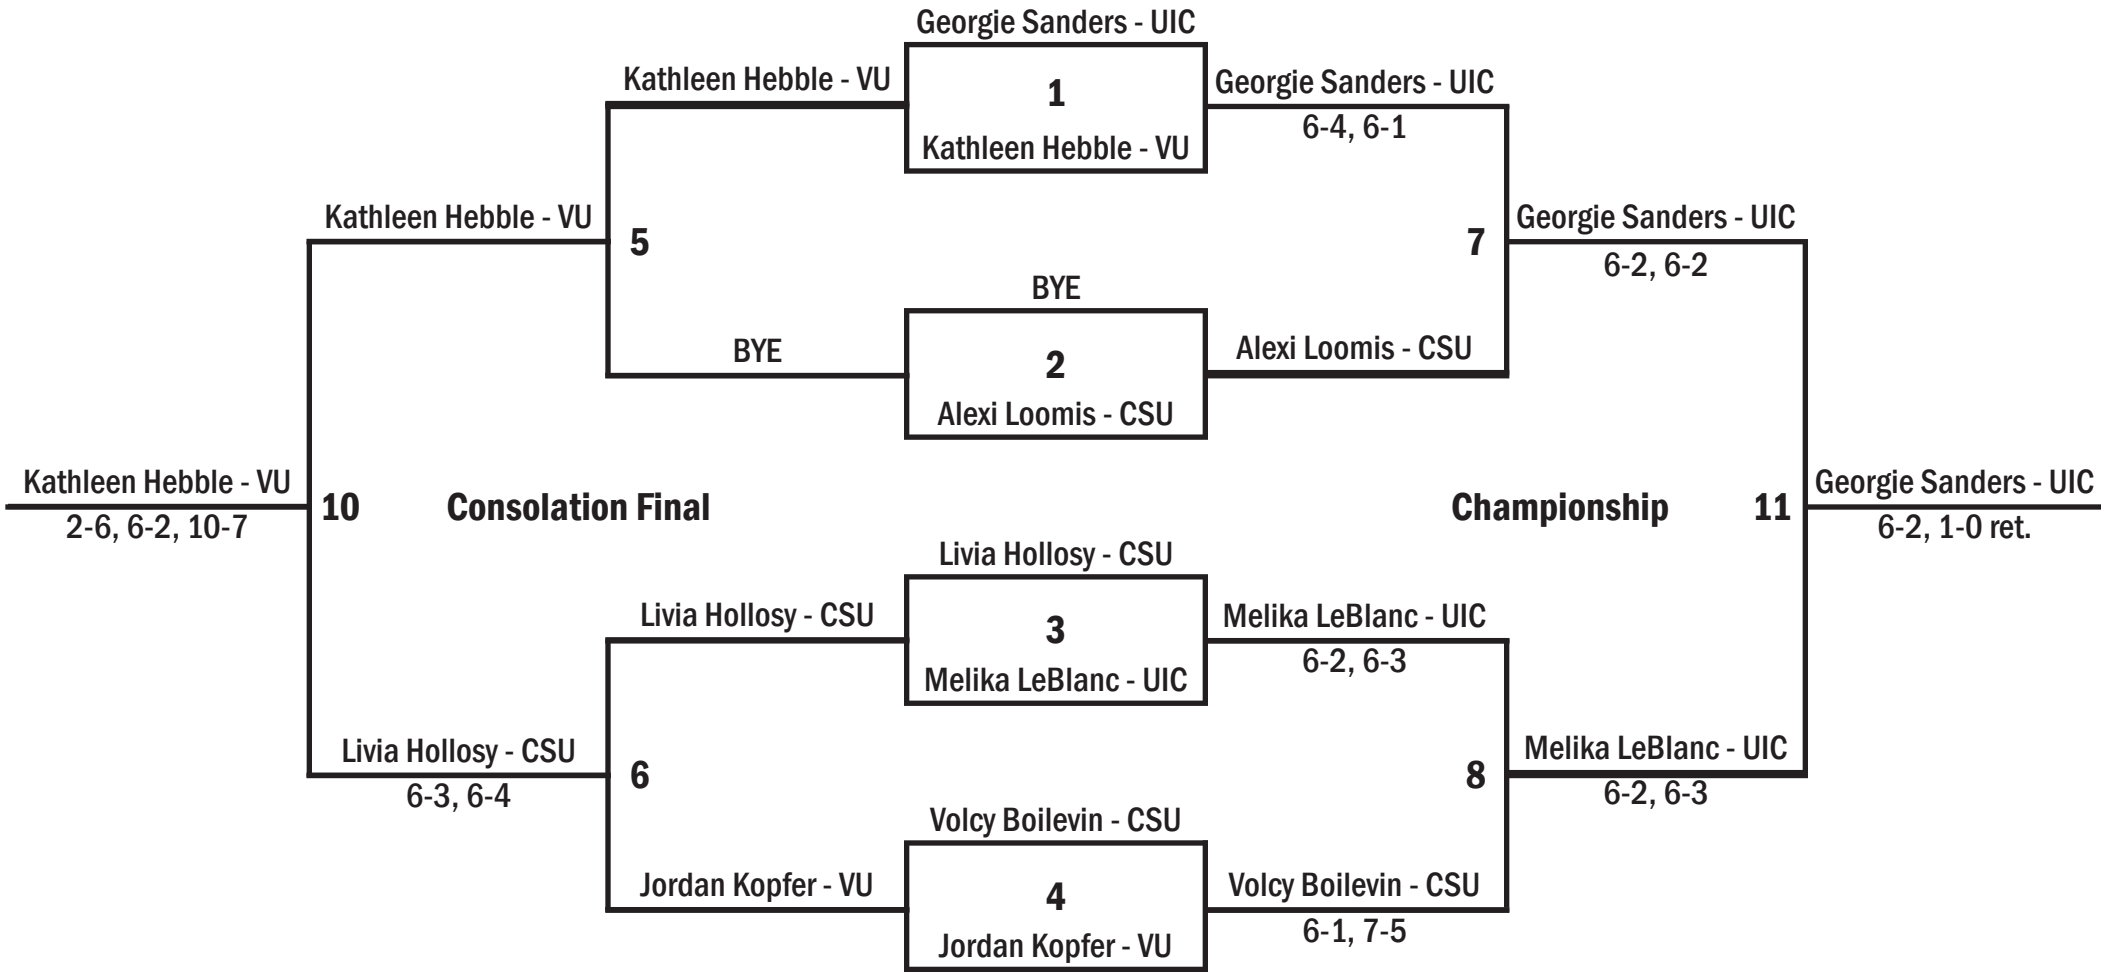 Georgie Sanders - UIC
Kathleen Hebble - VU
1
Georgie Sanders - UIC
6-4, 6-1
Kathleen Hebble - VU
Kathleen Hebble - VU
5
7
Georgie Sanders - UIC
6-2, 6-2
BYE
BYE
2
Alexi Loomis - CSU
Alexi Loomis - CSU
Kathleen Hebble - VU
2-6, 6-2, 10-7
10
Consolation Final
Championship
11
Georgie Sanders - UIC
6-2, 1-0 ret.
Livia Hollosy - CSU
Livia Hollosy - CSU
3
Melika LeBlanc - UIC
6-2, 6-3
Melika LeBlanc - UIC
Livia Hollosy - CSU
6-3, 6-4
6
8
Melika LeBlanc - UIC
6-2, 6-3
Volcy Boilevin - CSU
Jordan Kopfer - VU
4
Volcy Boilevin - CSU
6-1, 7-5
Jordan Kopfer - VU